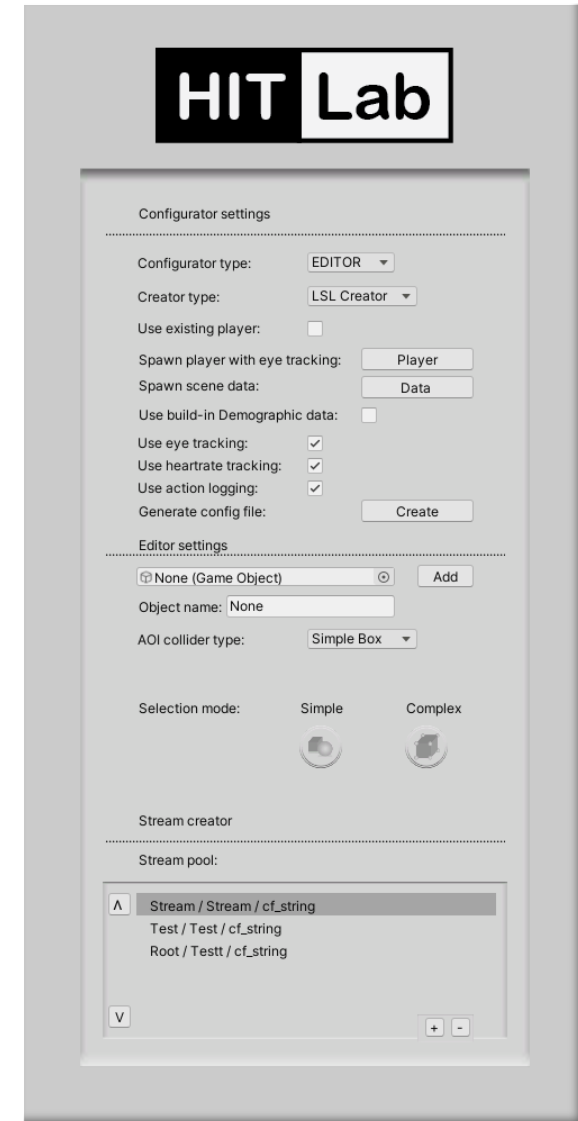 HIT Lab
Configurator settings
Configurator type: EDITOR
Creator type: LSL Creator
Use existing player:
Spawn player with eye tracking: Player
Spawn scene data: Data
Use build-in Demographic data:
Use eye tracking:
Use heartrate tracking:
Use action logging:
Generate config file: Create
Editor settings
None (Game Object) Add
Object name: None
AOI collider type: Simple Box
Selection mode: Simple Complex
Stream creator
Stream pool:
Λ Stream / Stream / cf_string
Test / Test / cf_string
Root / Testt / cf_string
V + -